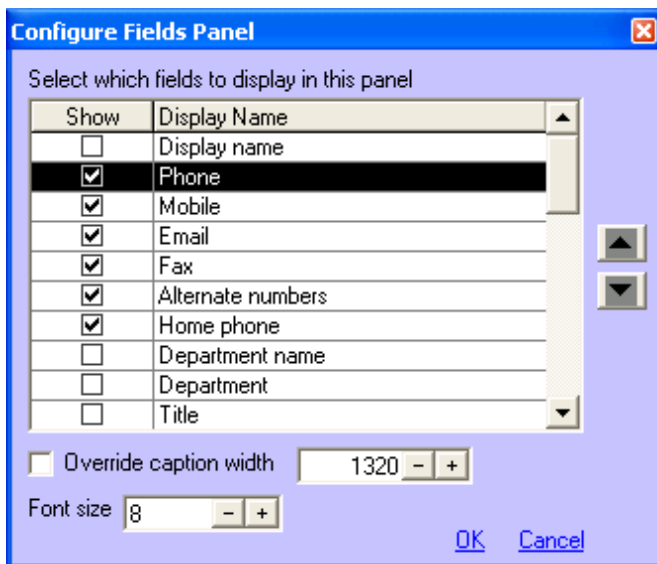 Configure Fields Panel
Select which fields to display in this panel
Show Display Name
Display name
Phone
Mobile
Email
Fax
Alternate numbers
Home phone
Department name
Department
Title
Override caption width 1320 - +
Font size 8 - +
OK Cancel